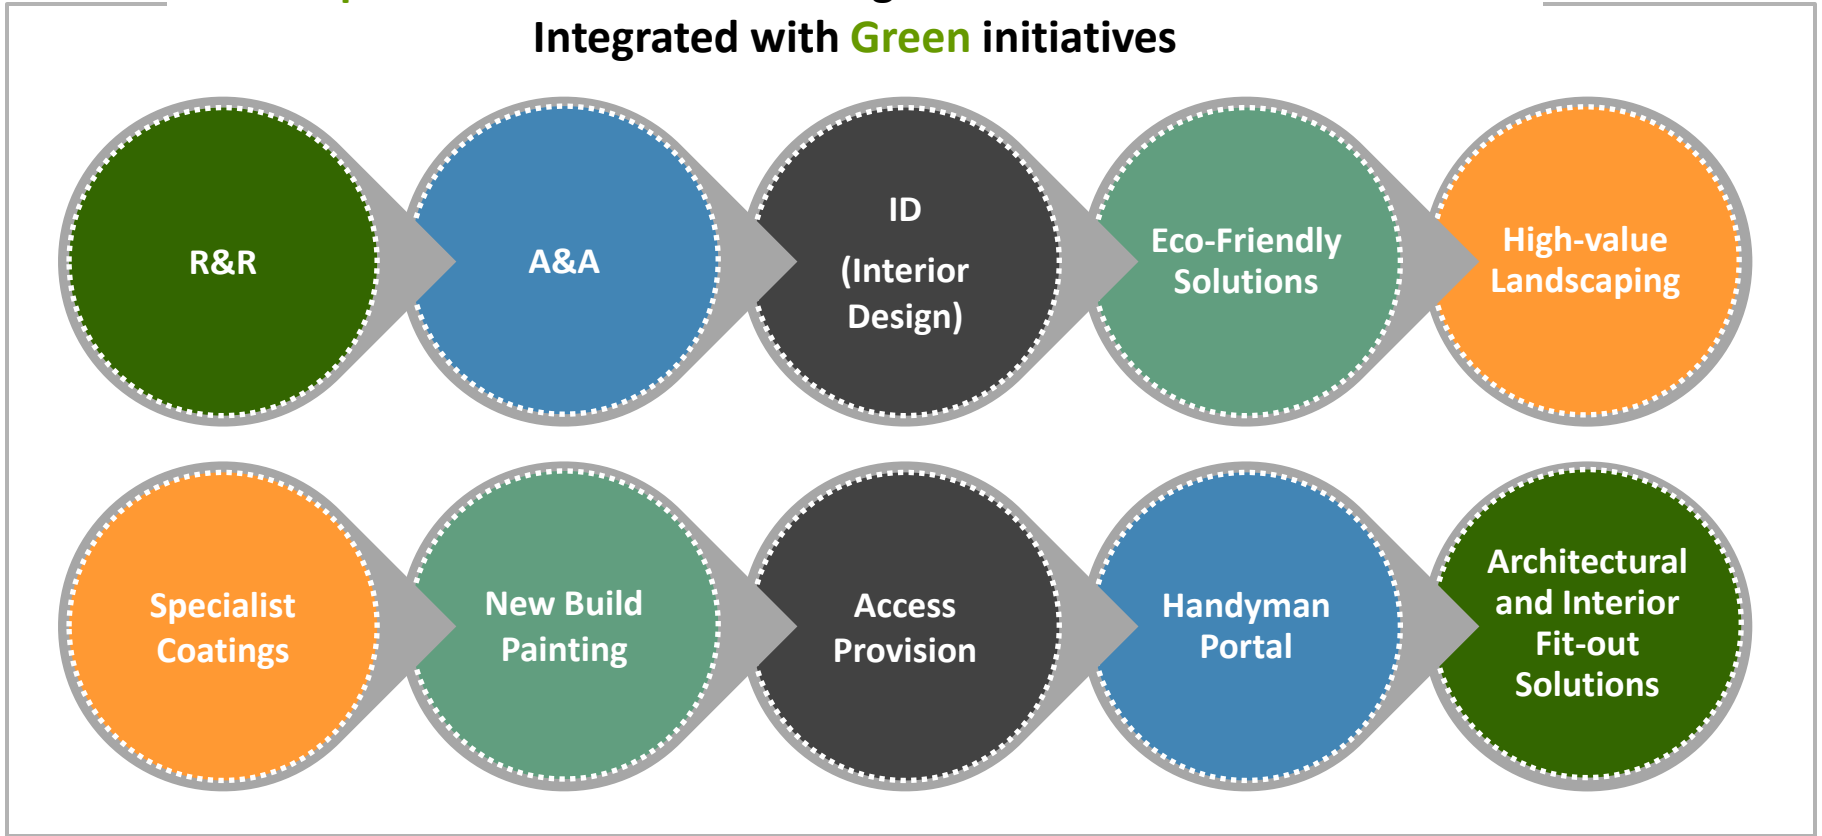 Integrated with Green initiatives
R&R
A&A
ID
(Interior
Design)
Eco-Friendly
Solutions
High-value
Landscaping
Specialist
Coatings
New Build
Painting
Access
Provision
Handyman
Portal
Architectural
and Interior
Fit-out
Solutions